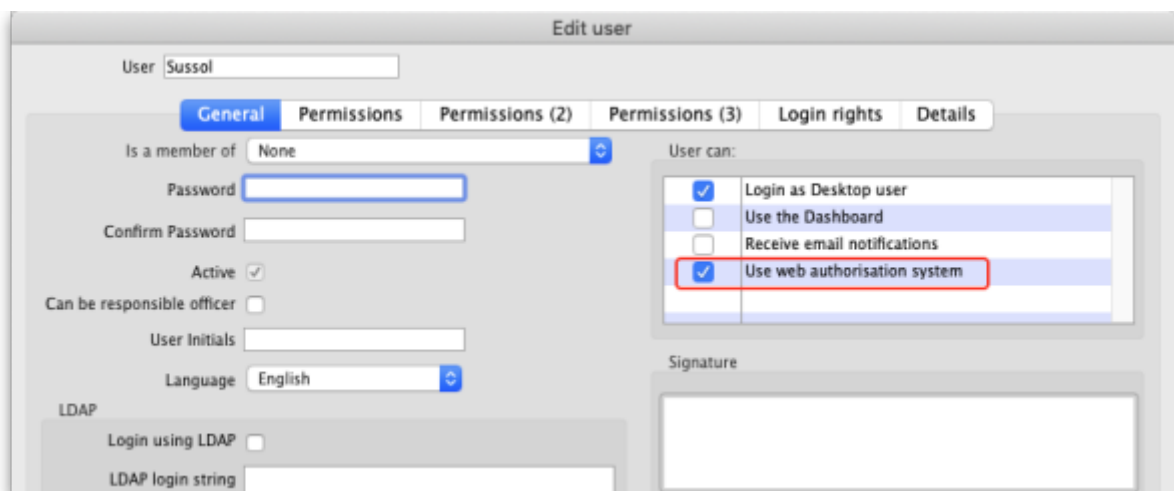 Edit user
User Sussol
General Permissions Permissions (2) Permissions (3) Login rights Details
Is a member of None
Password
Confirm Password
Active
Can be responsible officer
User Initials
Language English
LDAP
Login using LDAP
LDAP login string
User can:
Login as Desktop user
Use the Dashboard
Receive email notifications
Use web authorisation system
Signature